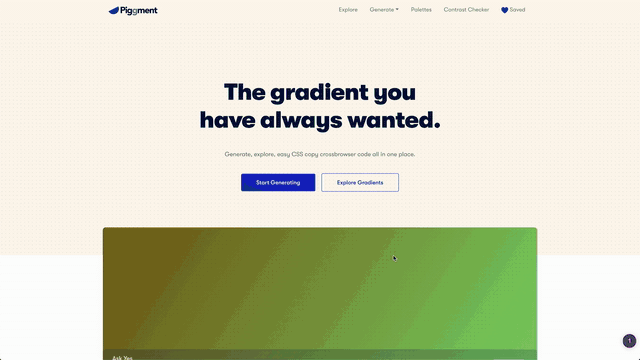 Piggment
Explore Generate Palettes Contrast Checker Saved
The gradient you
have always wanted.
Generate, explore, easy CSS copy crossbrowser code all in one place.
Start Generating Explore Gradients
Ask Yes
1